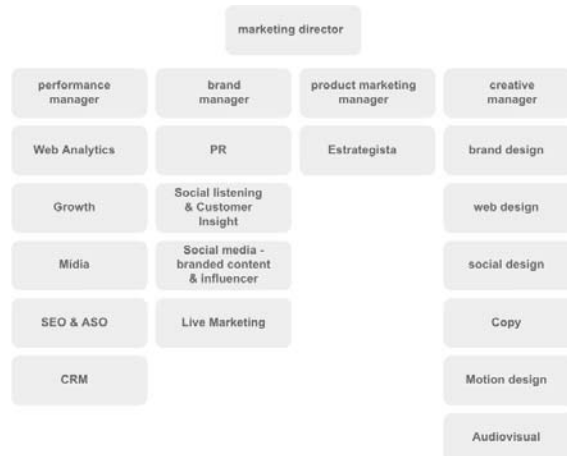 marketing director
performance
manager
brand
manager
product marketing
manager
creative
manager
Web Analytics
PR
Estrategista
brand design
Growth
Social listening
& Customer
Insight
web design
Mídia
Social media -
branded content
& influencer
social design
SEO & ASO
Live Marketing
Copy
CRM
Motion design
Audiovisual